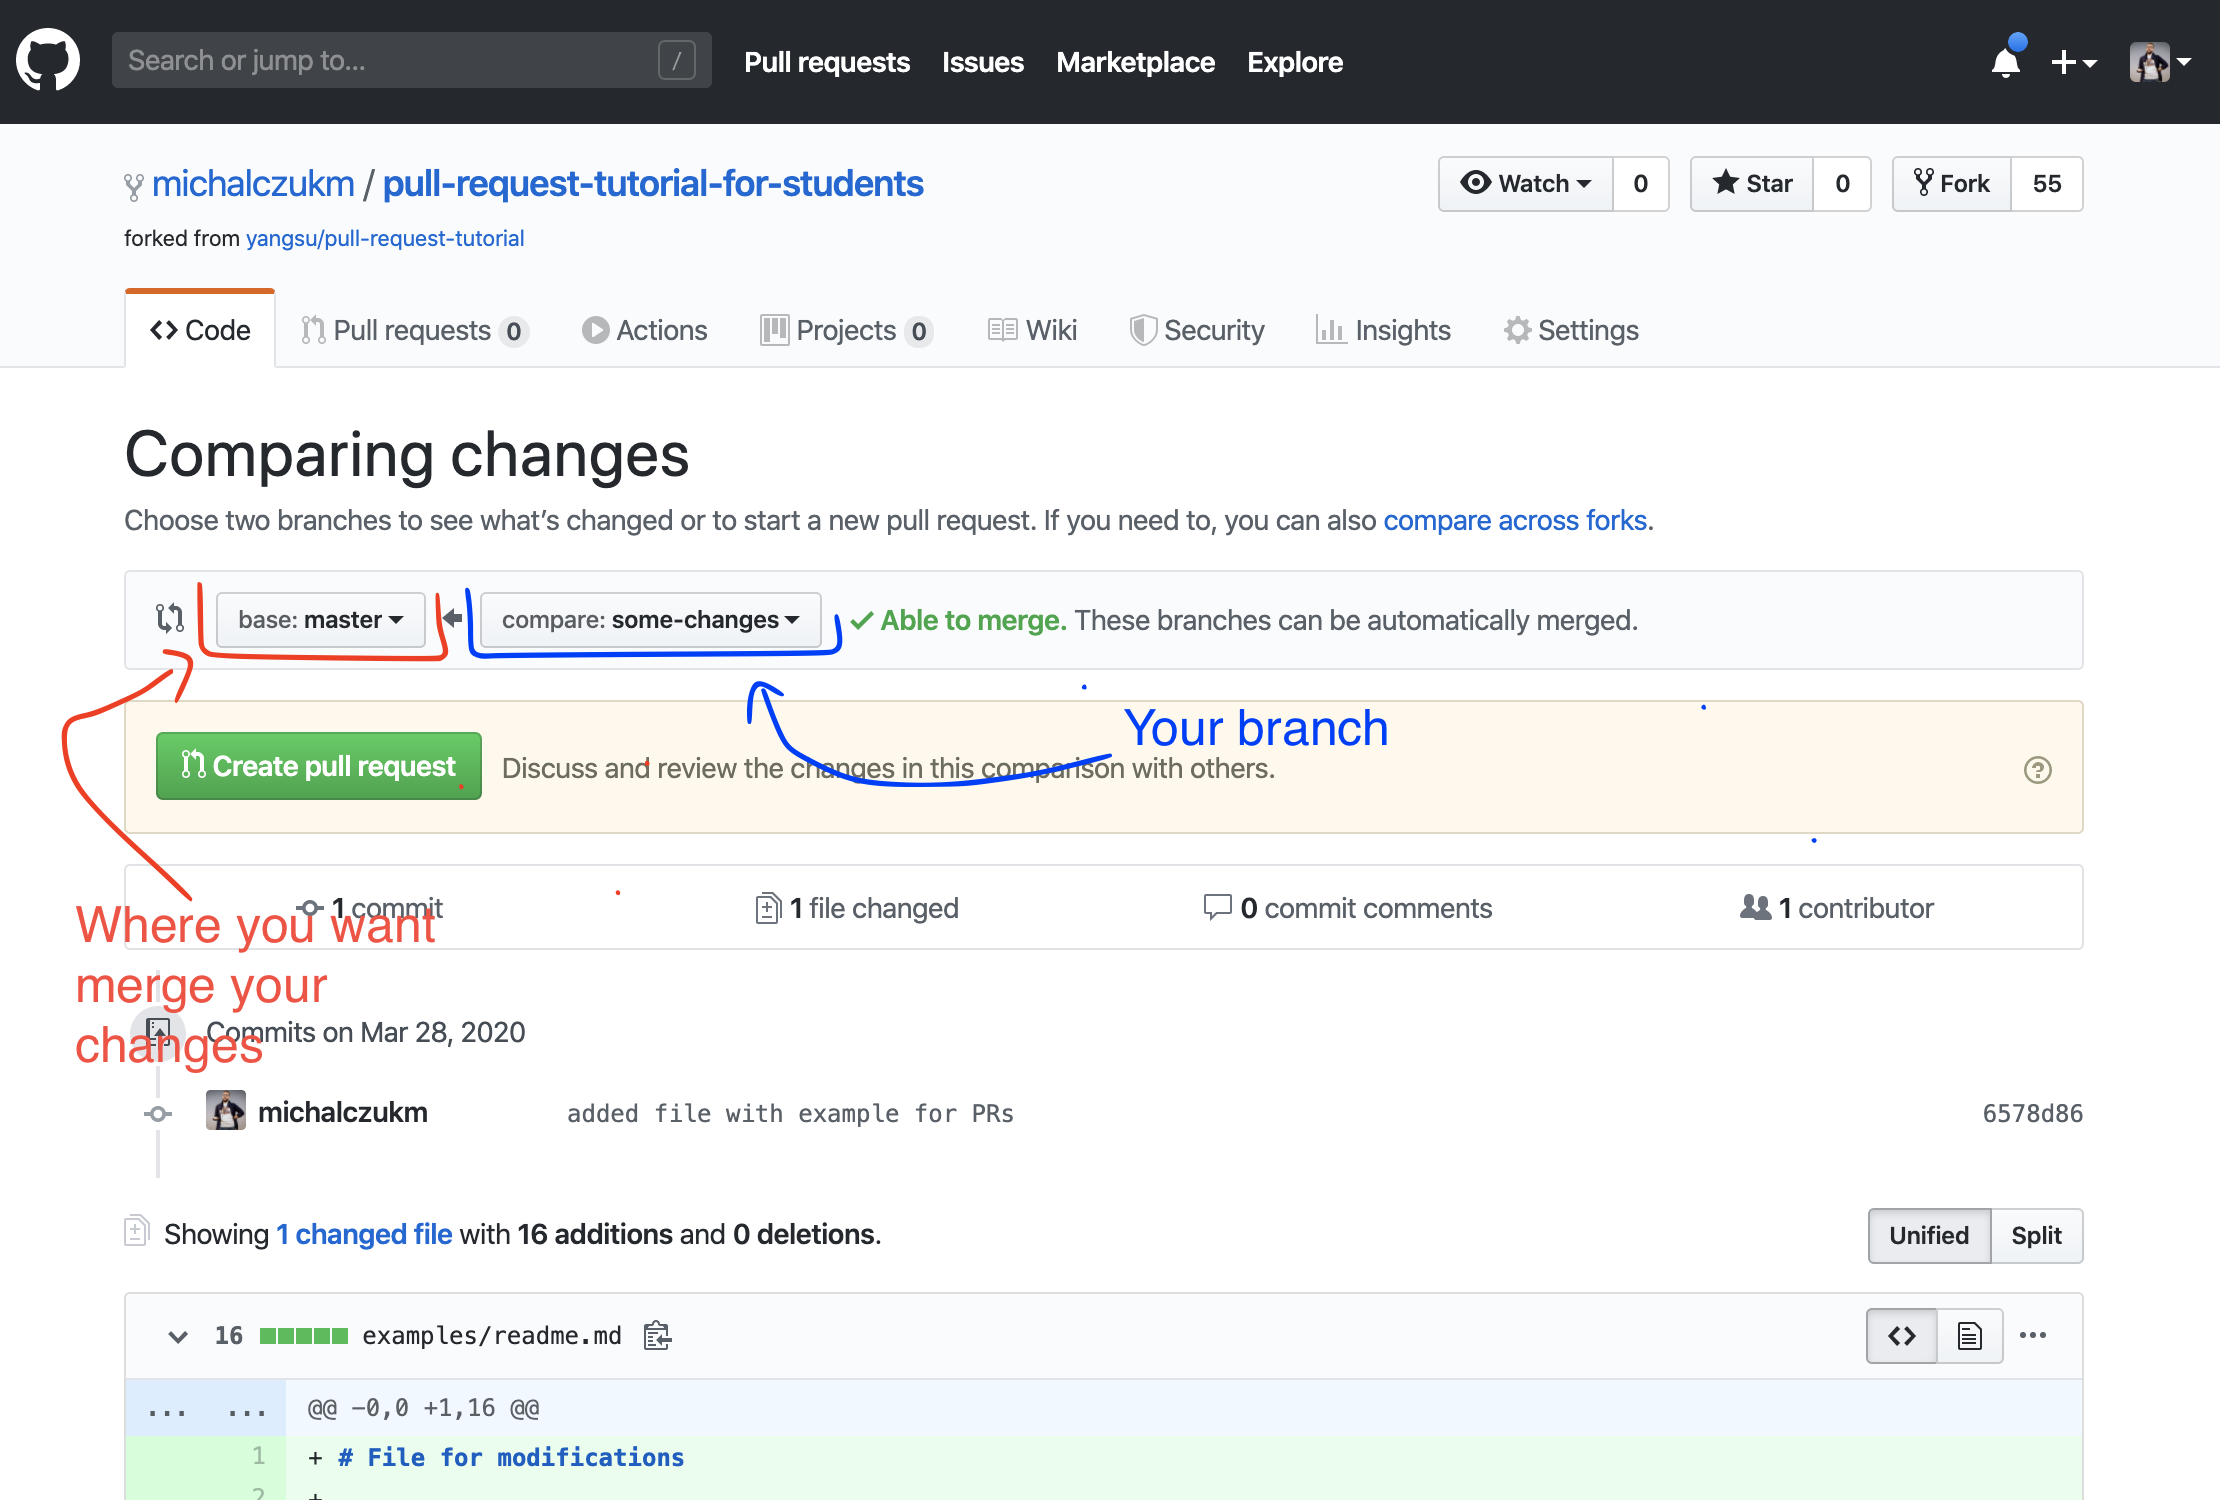 Search or jump to...
/
Pull requests
Issues
Marketplace
Explore
michalczukm / pull-request-tutorial-for-students
Watch 0
Star 0
Fork 55
forked from yangsu/pull-request-tutorial
Code
Pull requests 0
Actions
Projects 0
Wiki
Security
Insights
Settings
Comparing changes
Choose two branches to see what’s changed or to start a new pull request. If you need to, you can also compare across forks.
base: master
compare: some-changes
Able to merge. These branches can be automatically merged.
Your branch
Create pull request
Discuss and review the changes in this comparison with others.
1 commit
1 file changed
0 commit comments
1 contributor
Where you want
merge your
changes
Commits on Mar 28, 2020
michalczukm
added file with example for PRs
6578d86
Showing 1 changed file with 16 additions and 0 deletions.
Unified
Split
16 examples/readme.md
... ... @@ -0,0 +1,16 @@
1 + # File for modifications
2 +